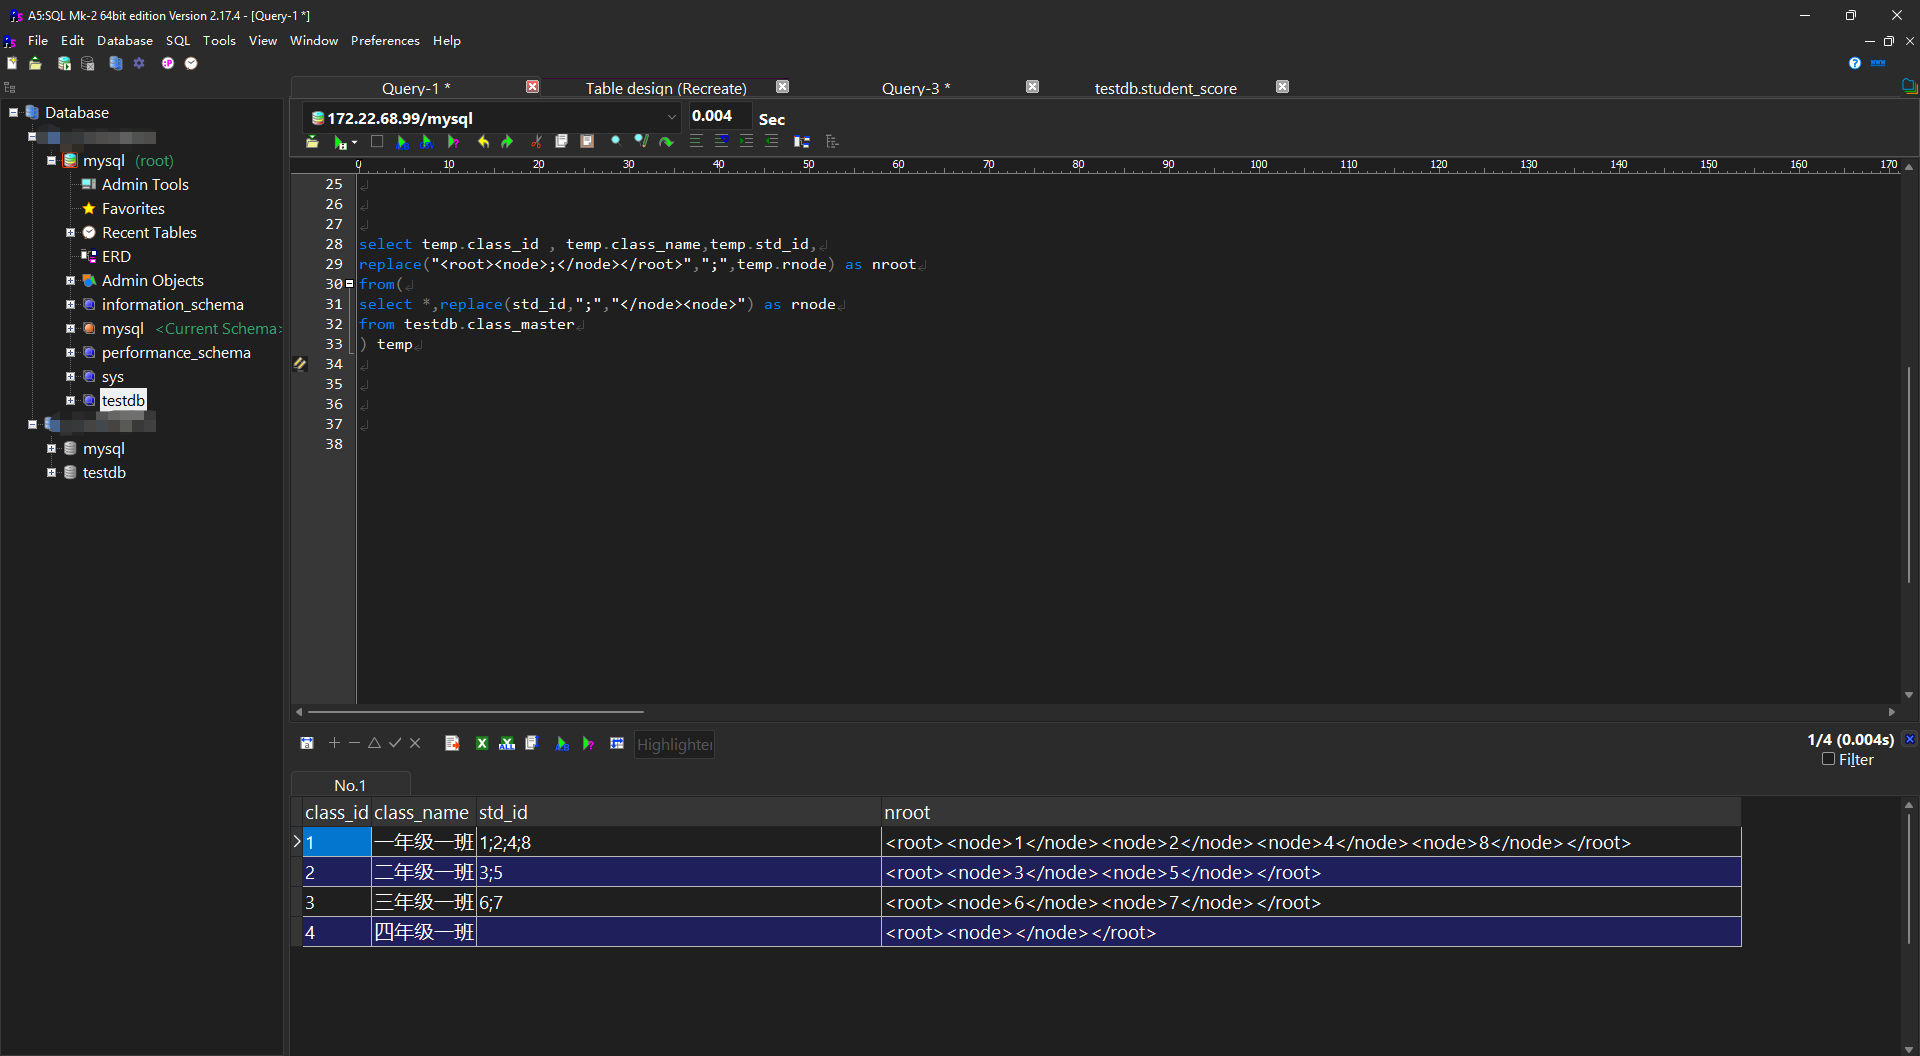 A5:SQL Mk-2 64bit edition Version 2.17.4 - [Query-1 *]
File Edit Database SQL Tools View Window Preferences Help
Query-1 * Table design (Recreate) Query-3 * testdb.student_score
Database
mysql (root)
Admin Tools
Favorites
Recent Tables
ERD
Admin Objects
information_schema
mysql <Current Schema>
performance_schema
sys
testdb
mysql
testdb
172.22.68.99/mysql 0.004 Sec
0 10 20 30 40 50 60 70 80 90 100 110 120 130 140 150 160 170
25
26
27
28 select temp.class_id , temp.class_name,temp.std_id,
29 replace("<root><node>;</node></root>",";",temp.rnode) as nroot
30 from(
31 select *,replace(std_id,";","</node><node>") as rnode
32 from testdb.class_master
33 ) temp
34
35
36
37
38
Highlighter
1/4 (0.004s)
Filter
No.1
class_id class_name std_id nroot
1 一年级一班 1;2;4;8 <root><node>1</node><node>2</node><node>4</node><node>8</node></root>
2 二年级一班 3;5 <root><node>3</node><node>5</node></root>
3 三年级一班 6;7 <root><node>6</node><node>7</node></root>
4 四年级一班 <root><node></node></root>